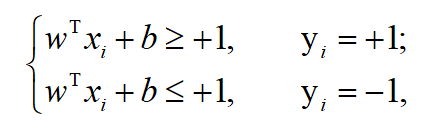 wᵀxᵢ + b ≥ +1, yᵢ = +1;
wᵀxᵢ + b ≤ +1, yᵢ = −1,